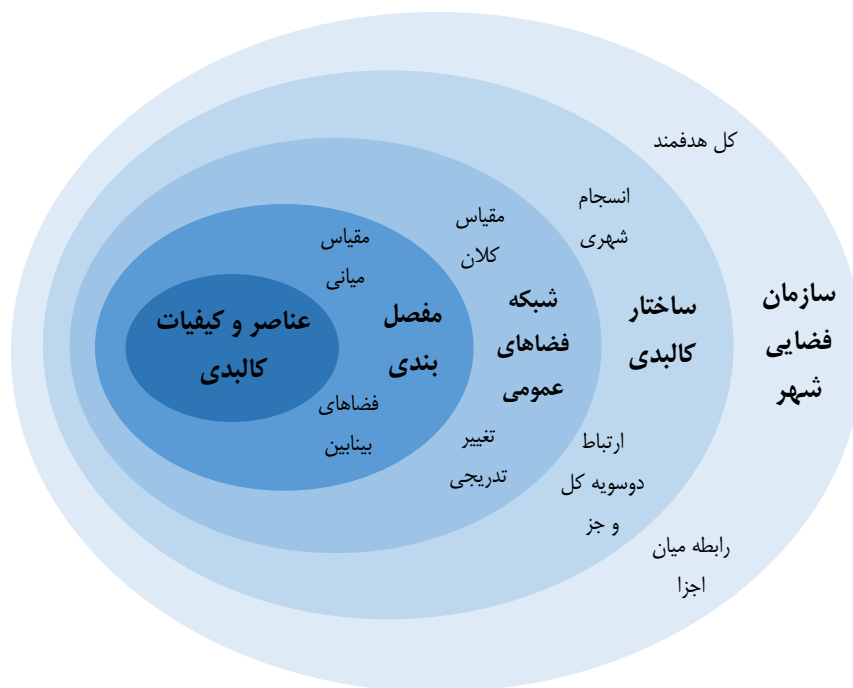 کل هدفمند
سازمان
فضایی
شهر
رابطه میان
اجزا
انسجام
شهری
ساختار
کالبدی
ارتباط
دوسویه کل
و جز
مقیاس
کلان
شبکه
فضاهای
عمومی
تغییر
تدریجی
مقیاس
میانی
مفصل
بندی
فضاهای
بینابین
عناصر و کیفیات
کالبدی